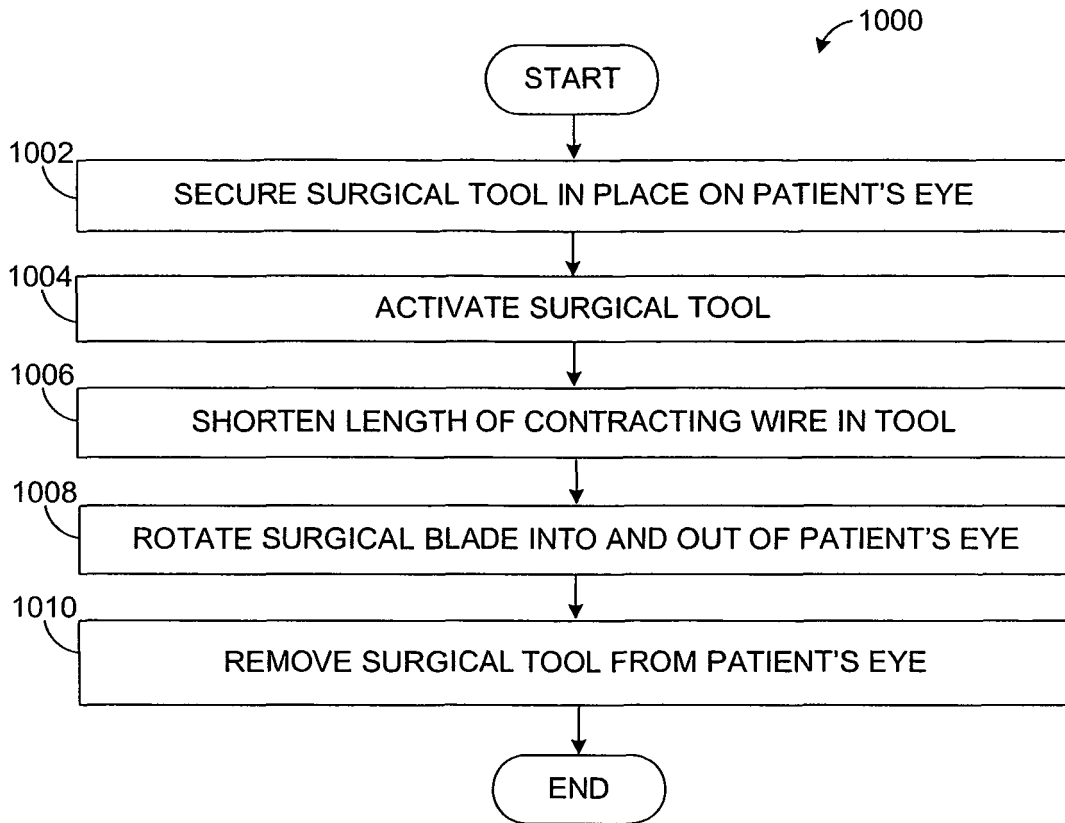 1000
START
1002
SECURE SURGICAL TOOL IN PLACE ON PATIENT'S EYE
1004
ACTIVATE SURGICAL TOOL
1006
SHORTEN LENGTH OF CONTRACTING WIRE IN TOOL
1008
ROTATE SURGICAL BLADE INTO AND OUT OF PATIENT'S EYE
1010
REMOVE SURGICAL TOOL FROM PATIENT'S EYE
END